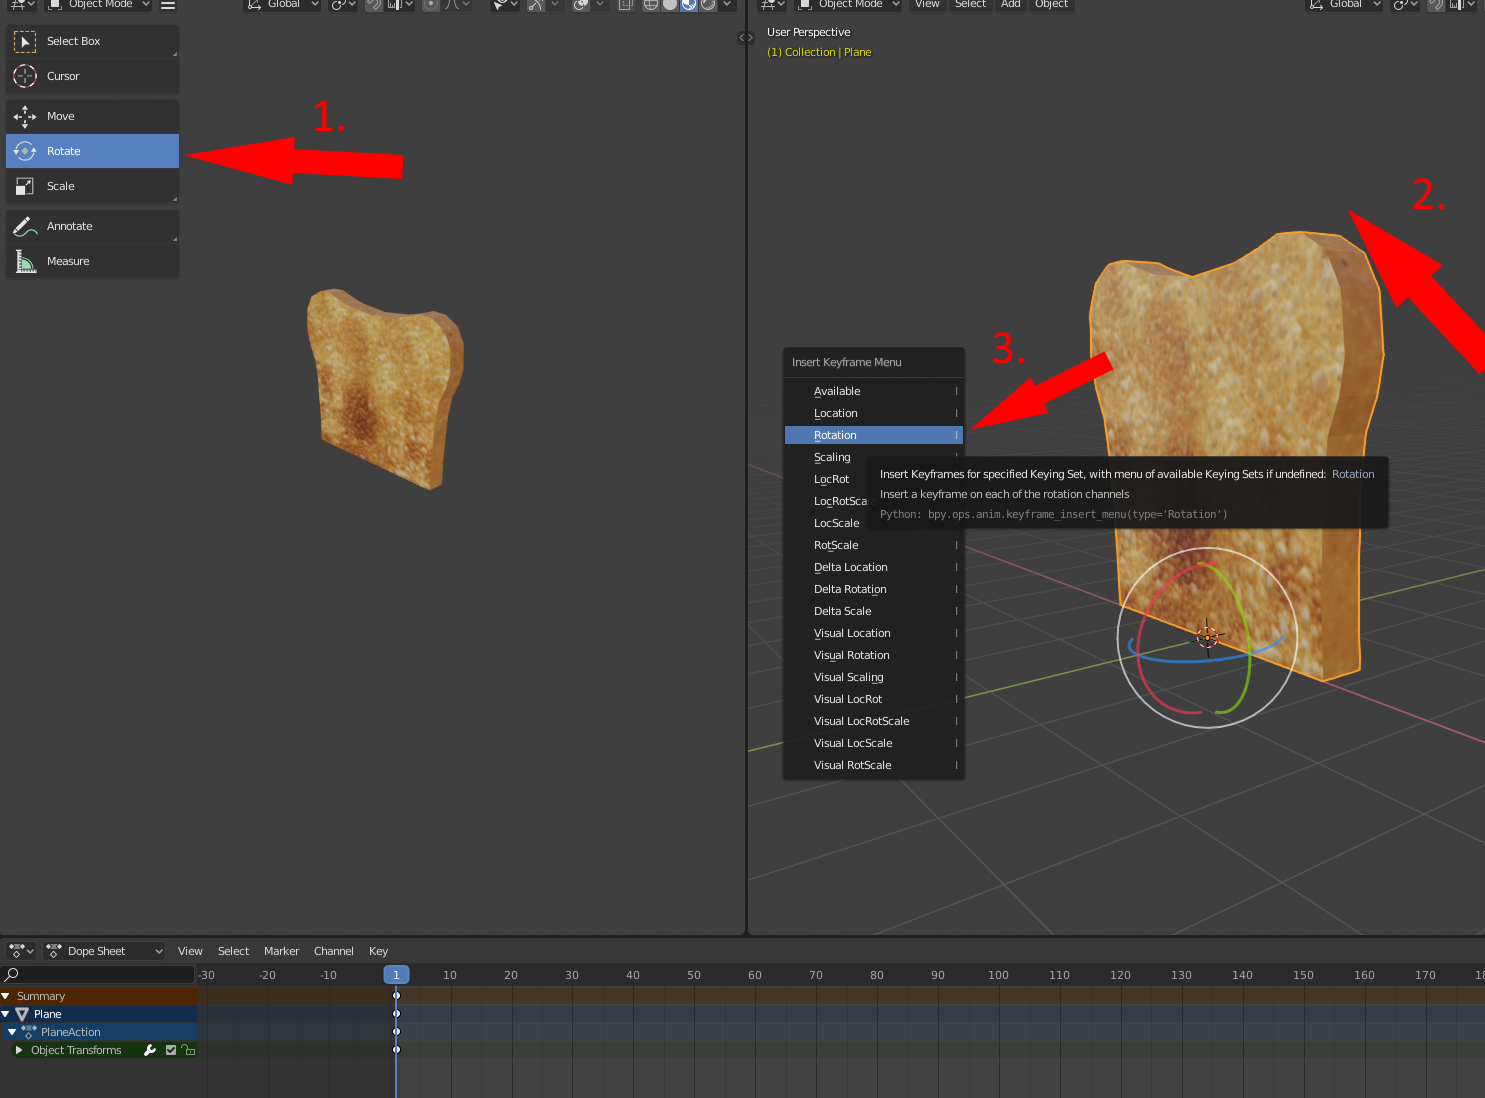 Object Mode
Global
Select Box
Cursor
Move
Rotate
Scale
Annotate
Measure
1.
Object Mode View Select Add Object Global
User Perspective
(1) Collection | Plane
2.
3.
Insert Keyframe Menu
Available I
Location I
Rotation I
Scaling I
LocRot
LocRotSca
LocScale
RotScale I
Delta Location I
Delta Rotation I
Delta Scale I
Visual Location I
Visual Rotation I
Visual Scaling I
Visual LocRot I
Visual LocRotScale I
Visual LocScale I
Visual RotScale I
Insert Keyframes for specified Keying Set, with menu of available Keying Sets if undefined: Rotation
Insert a keyframe on each of the rotation channels
Python: bpy.ops.anim.keyframe_insert_menu(type='Rotation')
Dope Sheet View Select Marker Channel Key
-30 -20 -10 1 10 20 30 40 50 60 70 80 90 100 110 120 130 140 150 160 170 18
Summary
Plane
PlaneAction
Object Transforms